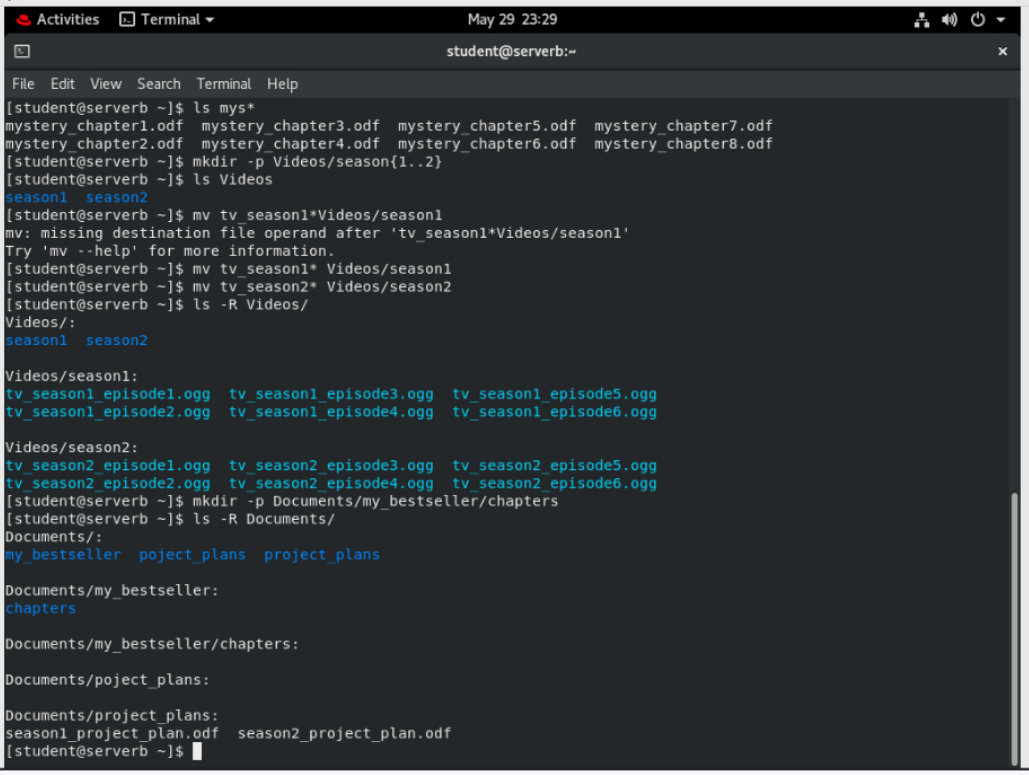 Activities Terminal May 29 23:29
student@serverb:~ ×
File Edit View Search Terminal Help
[student@serverb ~]$ ls mys*
mystery_chapter1.odf mystery_chapter3.odf mystery_chapter5.odf mystery_chapter7.odf
mystery_chapter2.odf mystery_chapter4.odf mystery_chapter6.odf mystery_chapter8.odf
[student@serverb ~]$ mkdir -p Videos/season{1..2}
[student@serverb ~]$ ls Videos
season1 season2
[student@serverb ~]$ mv tv_season1*Videos/season1
mv: missing destination file operand after 'tv_season1*Videos/season1'
Try 'mv --help' for more information.
[student@serverb ~]$ mv tv_season1* Videos/season1
[student@serverb ~]$ mv tv_season2* Videos/season2
[student@serverb ~]$ ls -R Videos/
Videos/:
season1 season2
Videos/season1:
tv_season1_episode1.ogg tv_season1_episode3.ogg tv_season1_episode5.ogg
tv_season1_episode2.ogg tv_season1_episode4.ogg tv_season1_episode6.ogg
Videos/season2:
tv_season2_episode1.ogg tv_season2_episode3.ogg tv_season2_episode5.ogg
tv_season2_episode2.ogg tv_season2_episode4.ogg tv_season2_episode6.ogg
[student@serverb ~]$ mkdir -p Documents/my_bestseller/chapters
[student@serverb ~]$ ls -R Documents/
Documents/:
my_bestseller poject_plans project_plans
Documents/my_bestseller:
chapters
Documents/my_bestseller/chapters:
Documents/poject_plans:
Documents/project_plans:
season1_project_plan.odf season2_project_plan.odf
[student@serverb ~]$